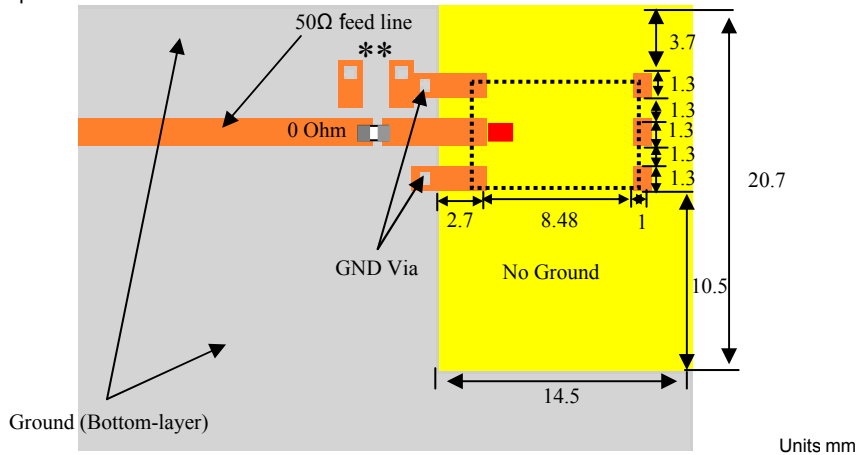 50Ω feed line
**
3.7
1.3
1.3
0 Ohm
1.3
1.3
1.3
20.7
2.7
8.48
1
GND Via
No Ground
10.5
14.5
Ground (Bottom-layer)
Units mm